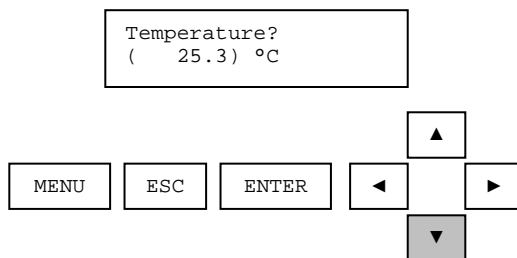 Temperature?
(   25.3) °C
▲
MENU ESC ENTER ◄ ►
▼